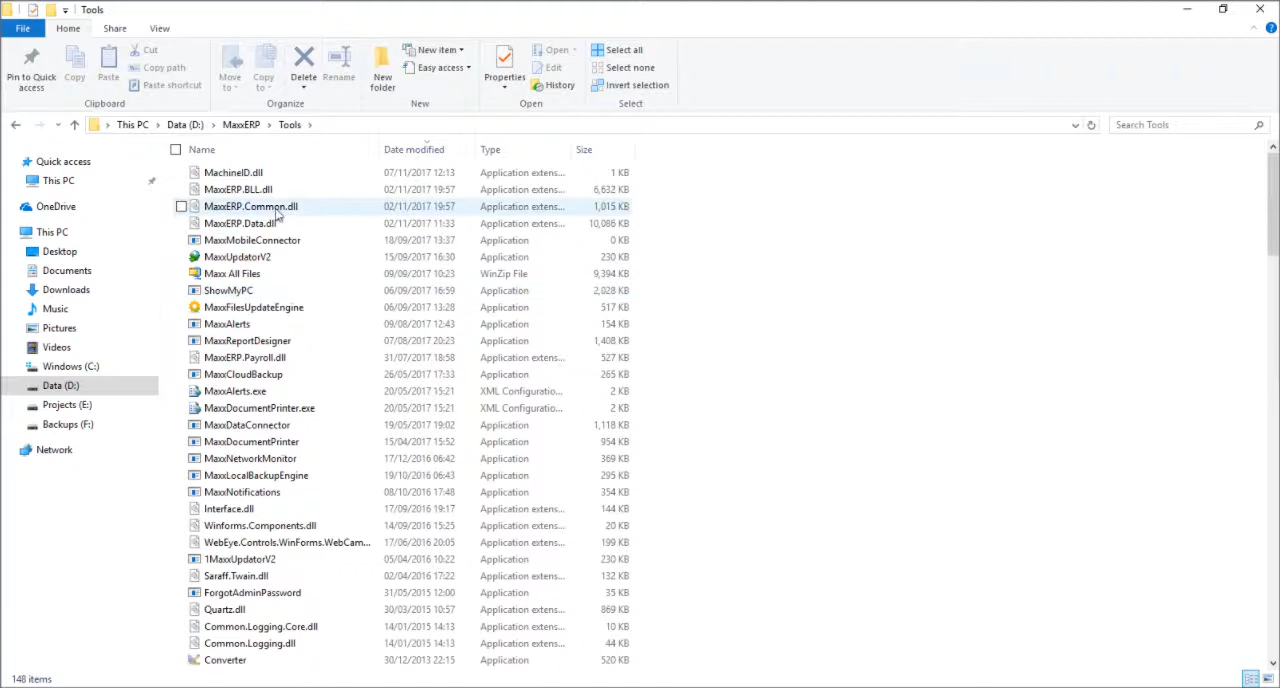 Tools
File Home Share View
Pin to Quick access
Copy
Paste
Cut
Copy path
Paste shortcut
Clipboard
Move to
Copy to
Delete
Rename
Organize
New folder
New item
Easy access
New
Properties
Open
Edit
History
Open
Select all
Select none
Invert selection
Select
This PC > Data (D:) > MaxxERP > Tools >
Search Tools
Quick access
This PC
OneDrive
This PC
Desktop
Documents
Downloads
Music
Pictures
Videos
Windows (C:)
Data (D:)
Projects (E:)
Backups (F:)
Network
Name Date modified Type Size
MachineID.dll 07/11/2017 12:13 Application extens... 1 KB
MaxxERP.BLL.dll 02/11/2017 19:57 Application extens... 6,632 KB
MaxxERP.Common.dll 02/11/2017 19:57 Application extens... 1,015 KB
MaxxERP.Data.dll 02/11/2017 11:33 Application extens... 10,086 KB
MaxxMobileConnector 18/09/2017 13:37 Application 0 KB
MaxxUpdatorV2 15/09/2017 16:30 Application 230 KB
Maxx All Files 09/09/2017 10:23 WinZip File 9,394 KB
ShowMyPC 06/09/2017 16:59 Application 2,028 KB
MaxxFilesUpdateEngine 06/09/2017 13:28 Application 517 KB
MaxxAlerts 09/08/2017 12:43 Application 154 KB
MaxxReportDesigner 07/08/2017 20:23 Application 1,408 KB
MaxxERP.Payroll.dll 31/07/2017 18:58 Application extens... 527 KB
MaxxCloudBackup 26/05/2017 17:33 Application 265 KB
MaxxAlerts.exe 20/05/2017 15:21 XML Configuratio... 2 KB
MaxxDocumentPrinter.exe 20/05/2017 15:21 XML Configuratio... 2 KB
MaxxDataConnector 19/05/2017 19:02 Application 1,118 KB
MaxxDocumentPrinter 15/04/2017 15:52 Application 954 KB
MaxxNetworkMonitor 17/12/2016 06:42 Application 369 KB
MaxxLocalBackupEngine 19/10/2016 06:43 Application 295 KB
MaxxNotifications 08/10/2016 17:48 Application 354 KB
Interface.dll 17/09/2016 19:17 Application extens... 144 KB
Winforms.Components.dll 14/09/2016 15:25 Application extens... 20 KB
WebEye.Controls.WinForms.WebCam... 17/06/2016 20:05 Application extens... 199 KB
1MaxxUpdatorV2 05/04/2016 10:22 Application 230 KB
Saraff.Twain.dll 02/04/2016 17:22 Application extens... 132 KB
ForgotAdminPassword 31/05/2015 12:00 Application 35 KB
Quartz.dll 30/03/2015 10:57 Application extens... 869 KB
Common.Logging.Core.dll 14/01/2015 14:13 Application extens... 10 KB
Common.Logging.dll 14/01/2015 14:13 Application extens... 44 KB
Converter 30/12/2013 22:15 Application 520 KB
148 items